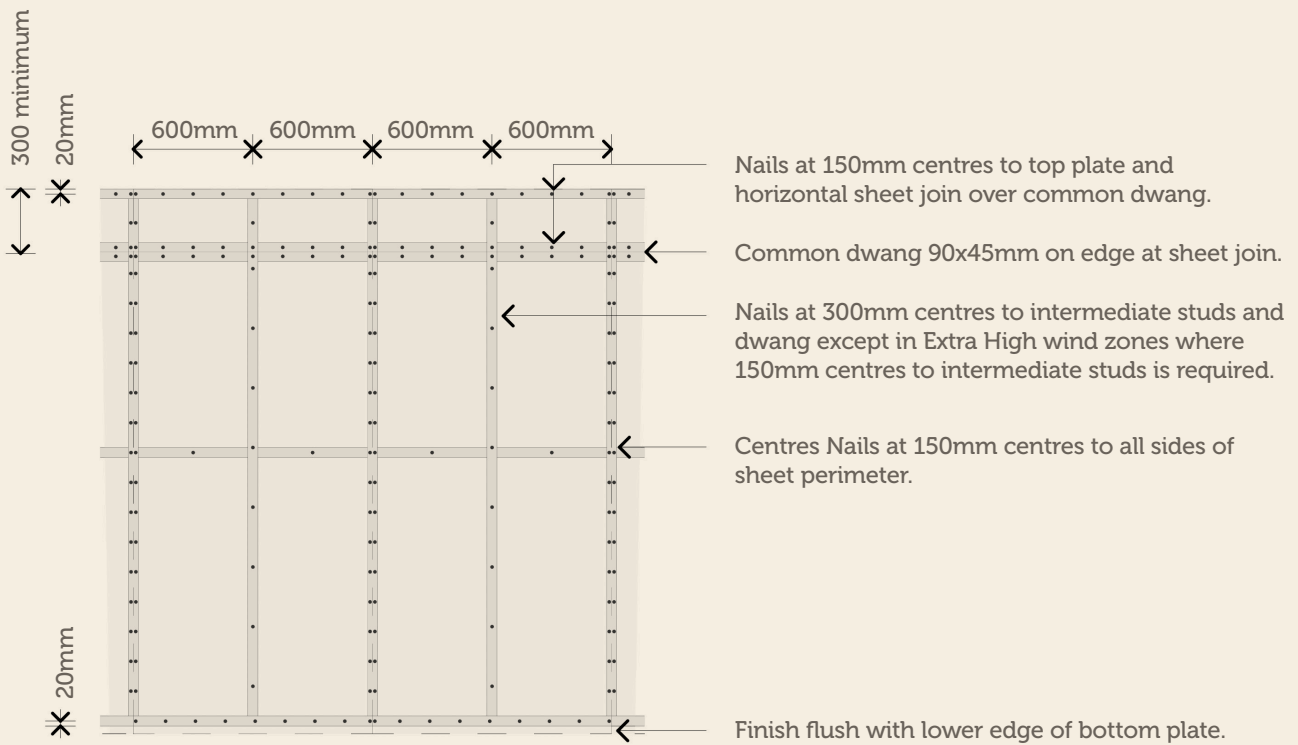 300 minimum
20mm
600mm 600mm 600mm 600mm
Nails at 150mm centres to top plate and
horizontal sheet join over common dwang.
Common dwang 90x45mm on edge at sheet join.
Nails at 300mm centres to intermediate studs and
dwang except in Extra High wind zones where
150mm centres to intermediate studs is required.
Centres Nails at 150mm centres to all sides of
sheet perimeter.
20mm
Finish flush with lower edge of bottom plate.